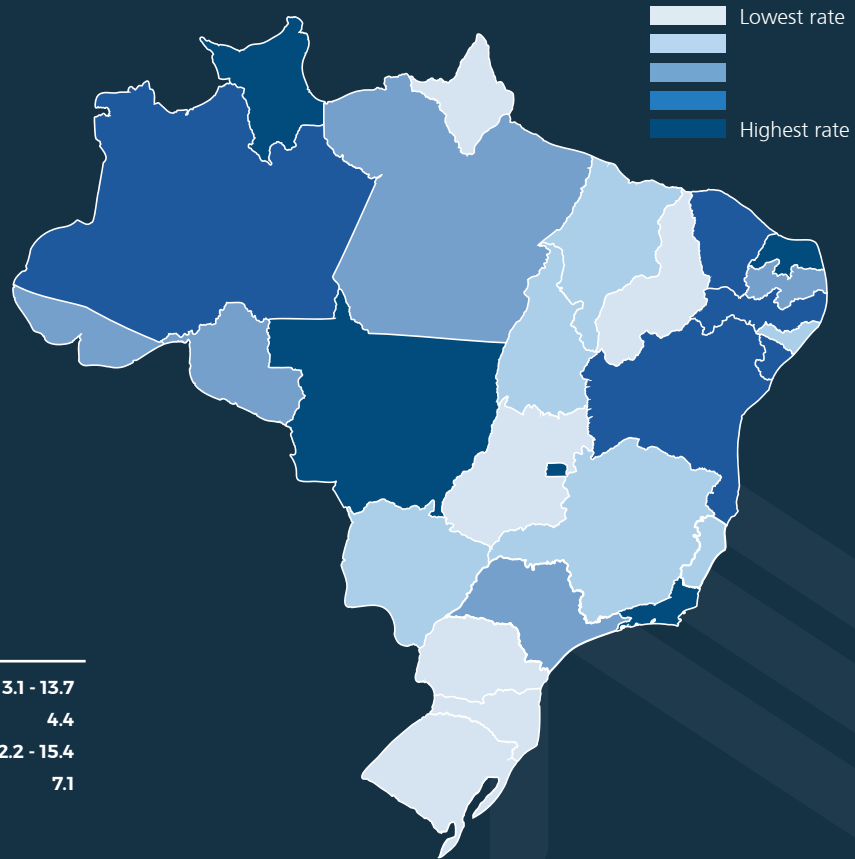 Lowest rate
Highest rate
3.1 - 13.7
4.4
2.2 - 15.4
7.1